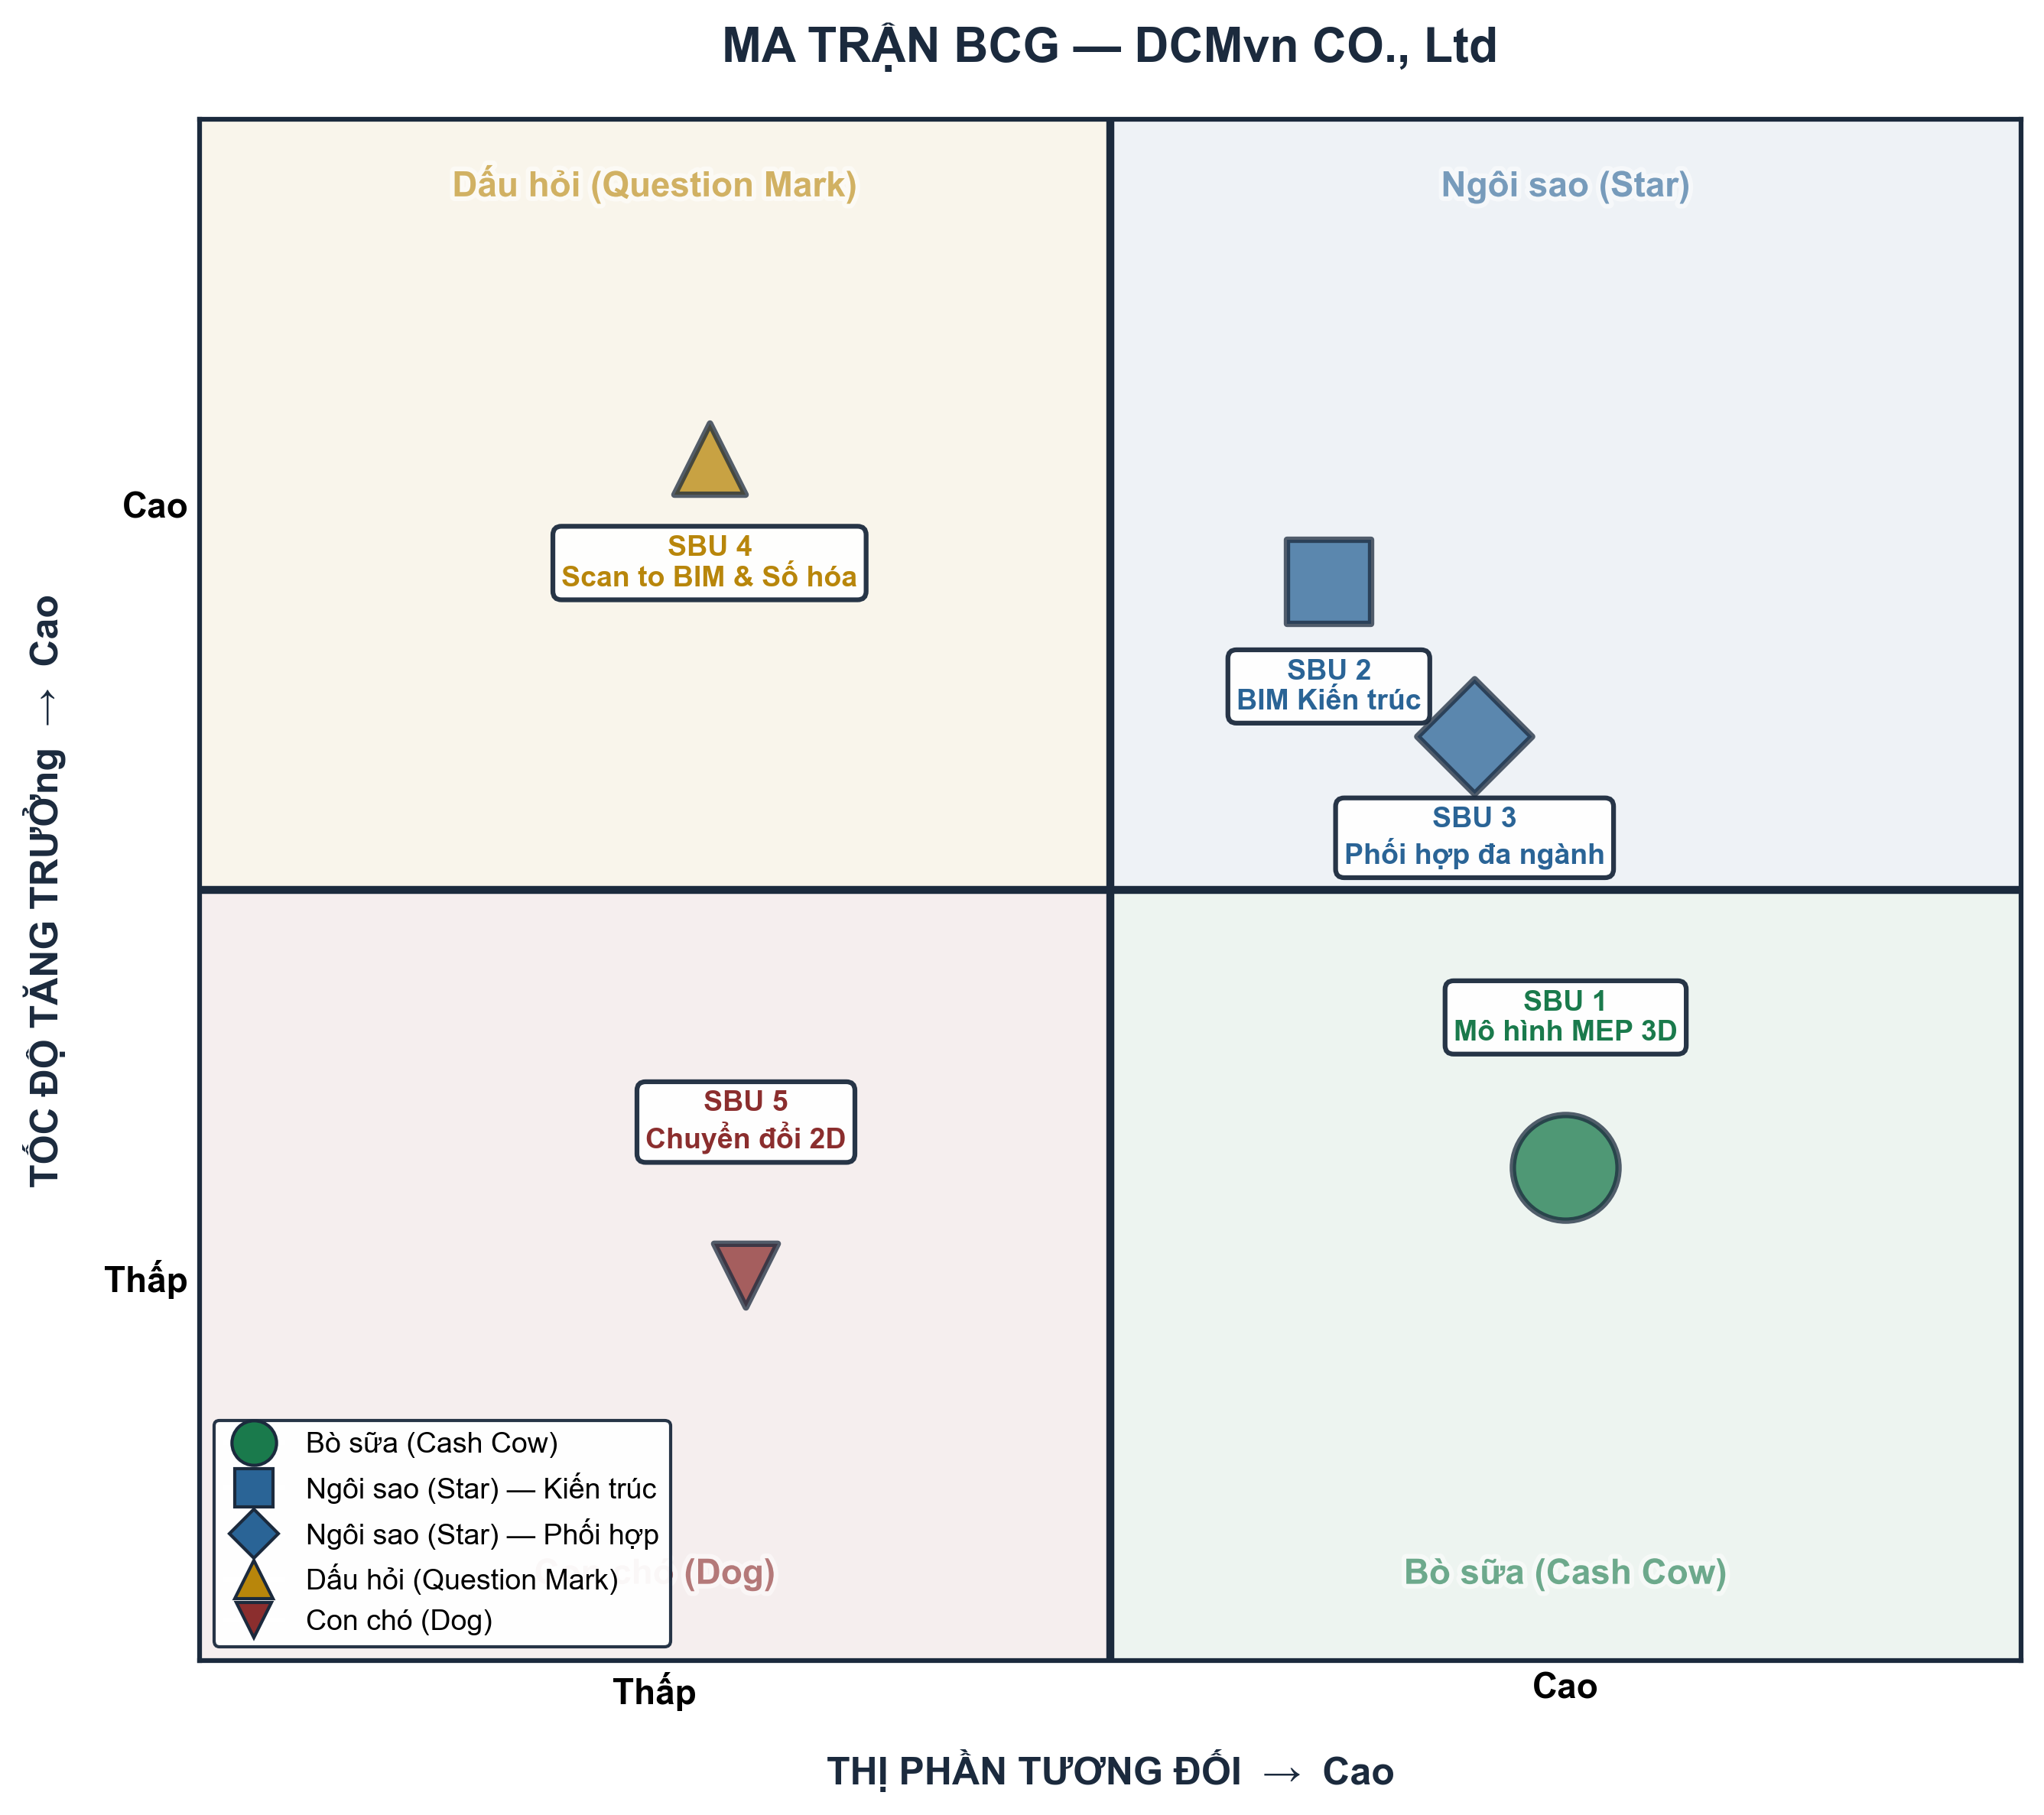 MA TRẬN BCG — DCMvn CO., Ltd
Dấu hỏi (Question Mark)
Ngôi sao (Star)
Cao
SBU 4
Scan to BIM & Số hóa
SBU 2
BIM Kiến trúc
SBU 3
Phối hợp đa ngành
TỐC ĐỘ TĂNG TRƯỞng → Cao
SBU 1
Mô hình MEP 3D
SBU 5
Chuyển đổi 2D
Thấp
Bò sữa (Cash Cow)
Ngôi sao (Star) — Kiến trúc
Ngôi sao (Star) — Phối hợp
Dấu hỏi (Question Mark)
Con chó (Dog)
(Dog)
Bò sữa (Cash Cow)
Thấp
Cao
THỊ PHẦN TƯƠNG ĐỐI → Cao